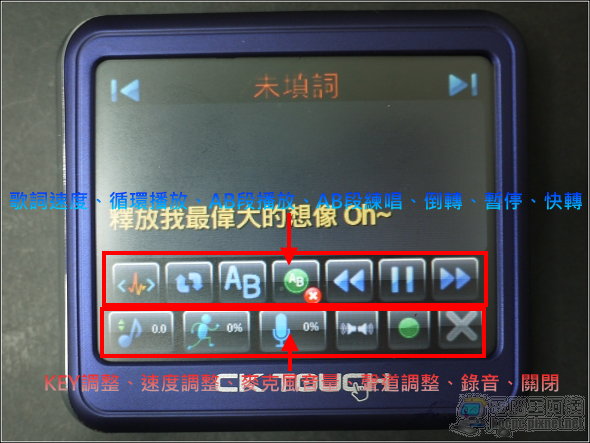 未填詞
歌詞速度、循環播放、AB段播放、AB段練唱、倒轉、暫停、快轉
釋放我最偉大的想像 Oh~
AB AB
0.0 0% 0%
KEY調整、速度調整、麥克風音量、聲道調整、錄音、關閉